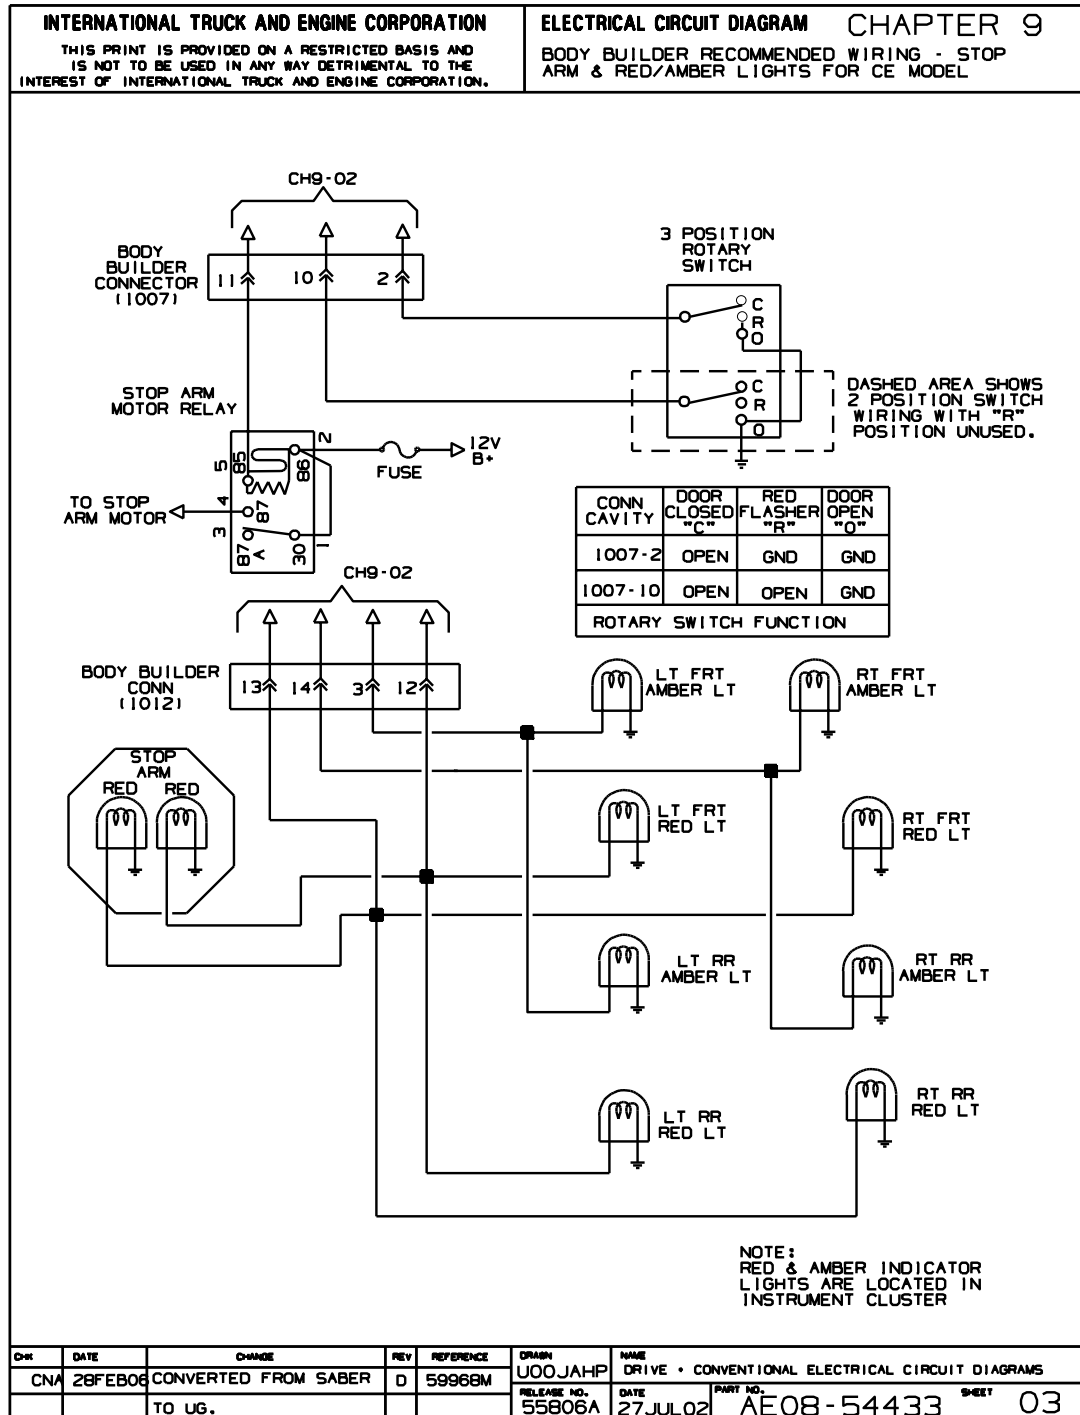 INTERNATIONAL TRUCK AND ENGINE CORPORATION
THIS PRINT IS PROVIDED ON A RESTRICTED BASIS AND
IS NOT TO BE USED IN ANY WAY DETRIMENTAL TO THE
INTEREST OF INTERNATIONAL TRUCK AND ENGINE CORPORATION.
ELECTRICAL CIRCUIT DIAGRAM CHAPTER 9
BODY BUILDER RECOMMENDED WIRING - STOP
ARM & RED/AMBER LIGHTS FOR CE MODEL
CH9-02
BODY
BUILDER
CONNECTOR
(1007)
11 10 2
3 POSITION
ROTARY
SWITCH
C
R
O
C
R
O
DASHED AREA SHOWS
2 POSITION SWITCH
WIRING WITH "R"
POSITION UNUSED.
STOP ARM
MOTOR RELAY
5 85 86 2
4 87
3 87 A 30 1
FUSE
12V
B+
TO STOP
ARM MOTOR
CONN CAVITY DOOR CLOSED "C" RED FLASHER "R" DOOR OPEN "O"
1007-2 OPEN GND GND
1007-10 OPEN OPEN GND
ROTARY SWITCH FUNCTION
CH9-02
BODY BUILDER
CONN
(1012)
13 14 3 12
LT FRT
AMBER LT
RT FRT
AMBER LT
STOP
ARM
RED RED
LT FRT
RED LT
RT FRT
RED LT
LT RR
AMBER LT
RT RR
AMBER LT
LT RR
RED LT
RT RR
RED LT
NOTE:
RED & AMBER INDICATOR
LIGHTS ARE LOCATED IN
INSTRUMENT CLUSTER
CHK DATE CHANGE REV REFERENCE
CNA 28FEB06 CONVERTED FROM SABER D 59968M
TO UG.
DRAWN
UOOJAHP
NAME
DRIVE • CONVENTIONAL ELECTRICAL CIRCUIT DIAGRAMS
RELEASE NO.
55806A
DATE
27JUL02
PART NO.
AE08-54433
SHEET
03